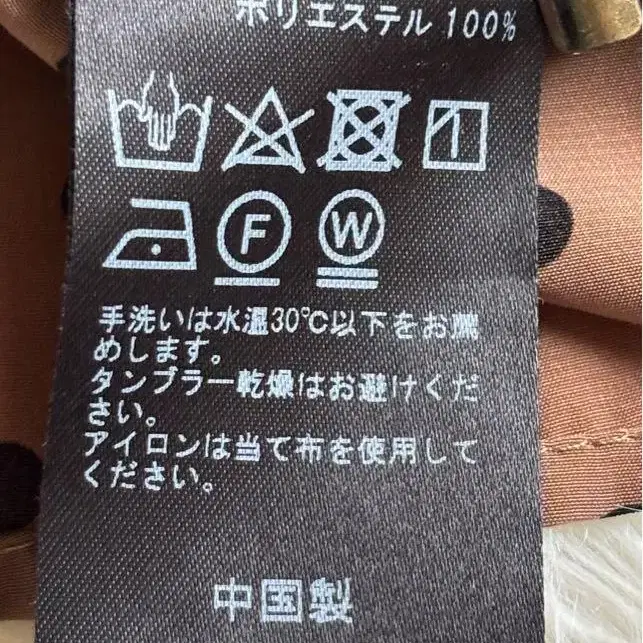 ポリエステル 100%
F
W
手洗いは水温30℃以下をお薦
めします。
タンブラー乾燥はお避けくだ
さい。
アイロンは当て布を使用して
ください。
中国製